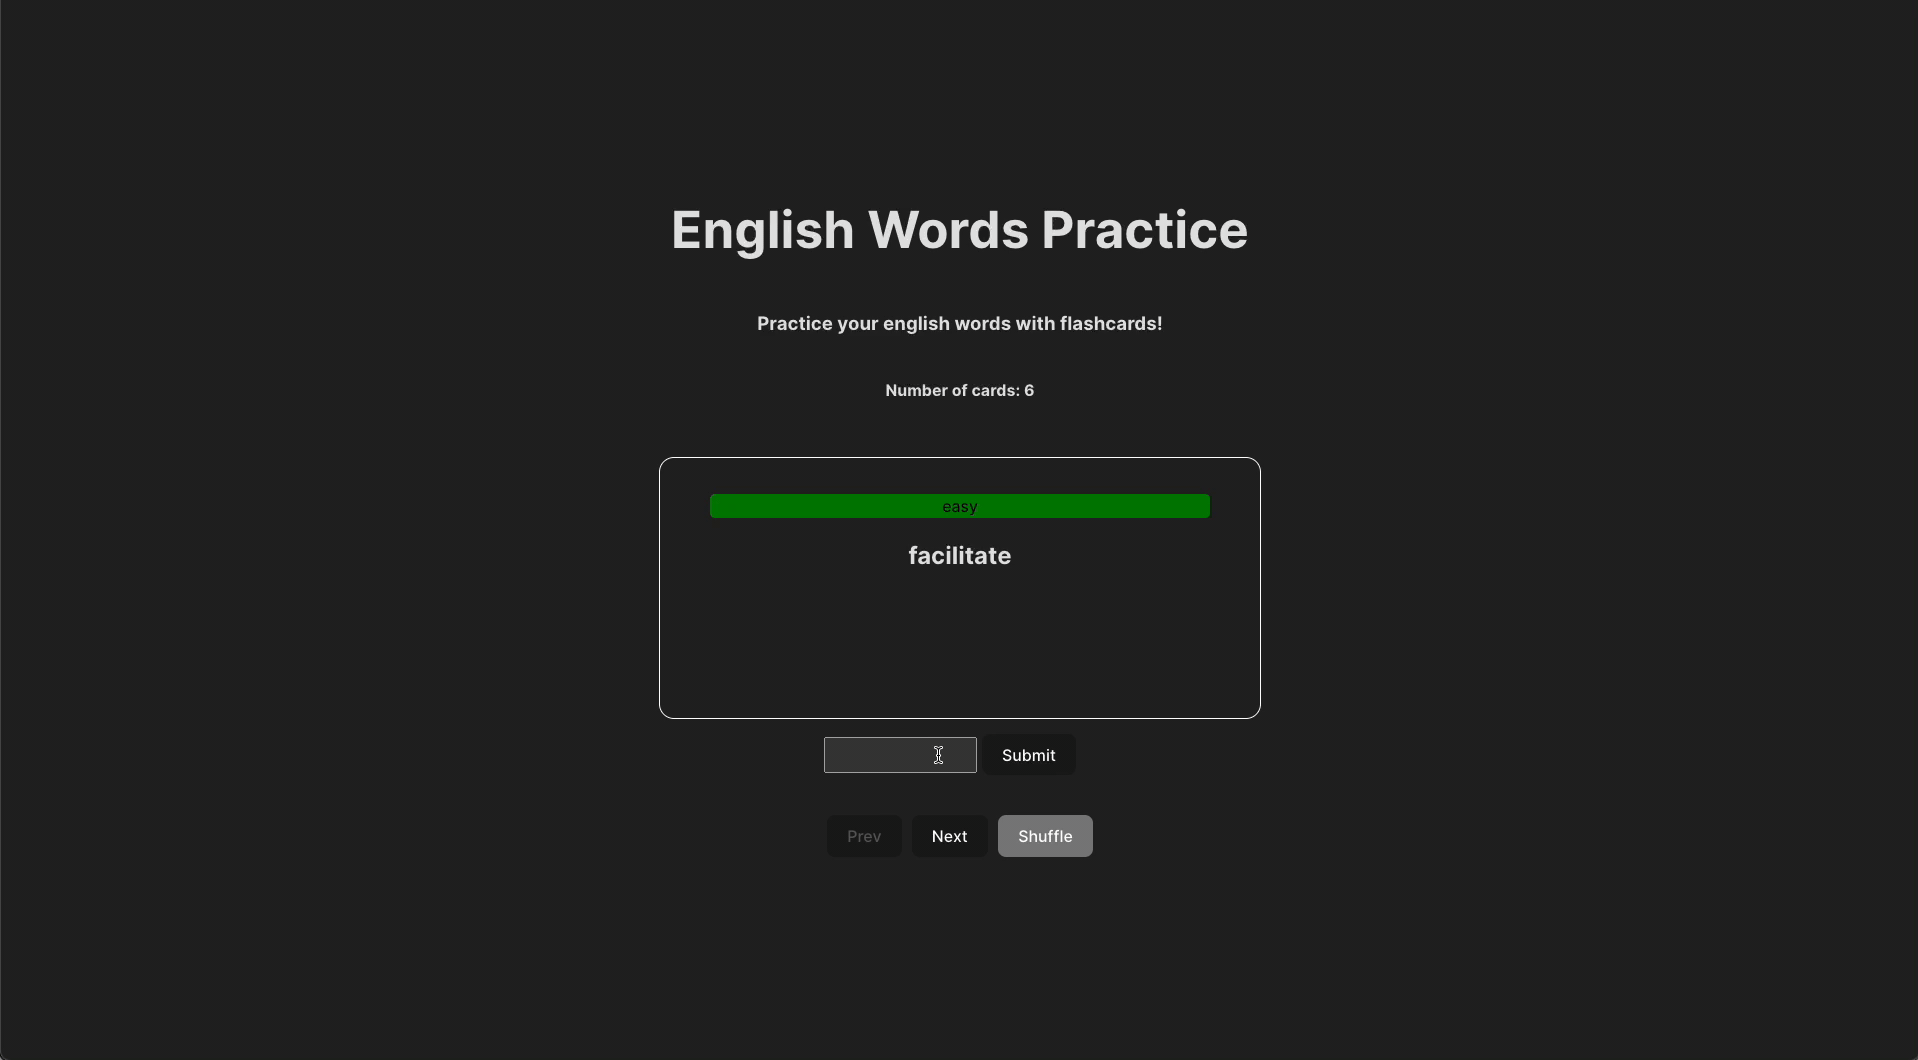 English Words Practice
Practice your english words with flashcards!
Number of cards: 6
easy
facilitate
Submit
Prev Next Shuffle